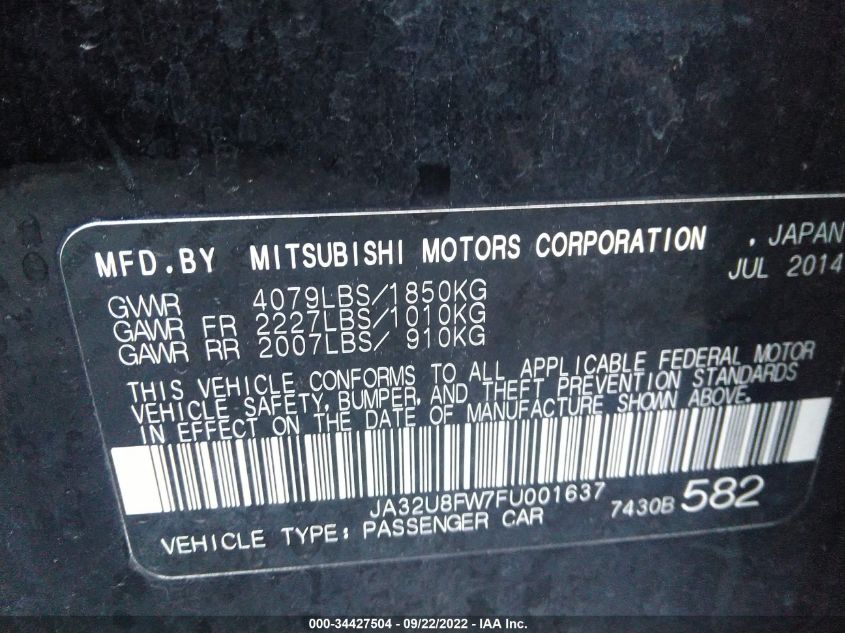 MFD.BY MITSUBISHI MOTORS CORPORATION , JAPAN
JUL 2014
GVWR 4079LBS/1850KG
GAWR FR 2227LBS/1010KG
GAWR RR 2007LBS/ 910KG
THIS VEHICLE CONFORMS TO ALL APPLICABLE FEDERAL MOTOR
VEHICLE SAFETY, BUMPER, AND THEFT PREVENTION STANDARDS
IN EFFECT ON THE DATE OF MANUFACTURE SHOWN ABOVE.
JA32U8FW7FU001637
7430B 582
VEHICLE TYPE: PASSENGER CAR
000-34427504 - 09/22/2022 - IAA Inc.